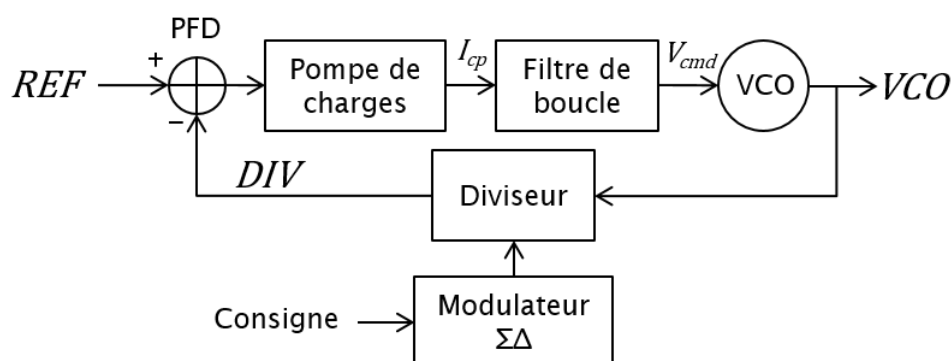 PFD
REF
+
−
Pompe de
charges
I_cp
Filtre de
boucle
V_cmd
VCO
VCO
DIV
Diviseur
Consigne
Modulateur
ΣΔ